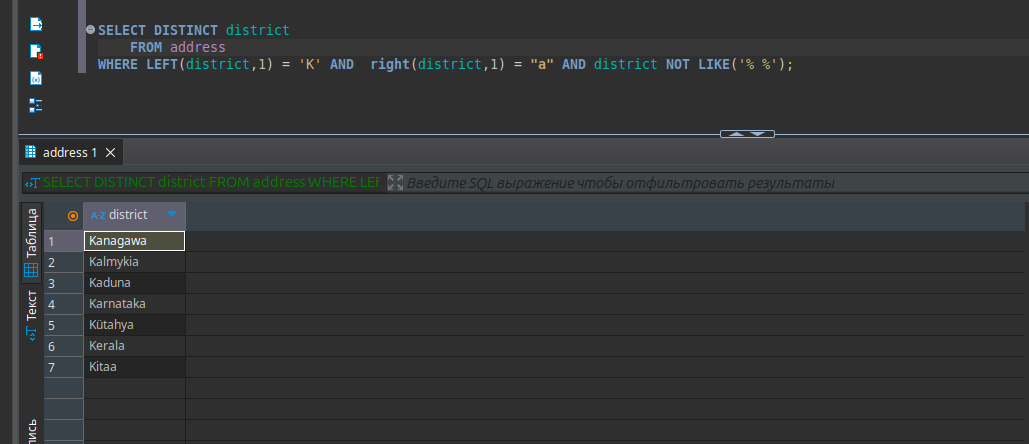 SELECT DISTINCT district
FROM address
WHERE LEFT(district,1) = 'K' AND  right(district,1) = "a" AND district NOT LIKE('% %');
address 1
SELECT DISTINCT district FROM address WHERE LEF
Введите SQL выражение чтобы отфильтровать результаты
Таблица
Текст
A-Z district
1 Kanagawa
2 Kalmykia
3 Kaduna
4 Karnataka
5 Kütahya
6 Kerala
7 Kitaa